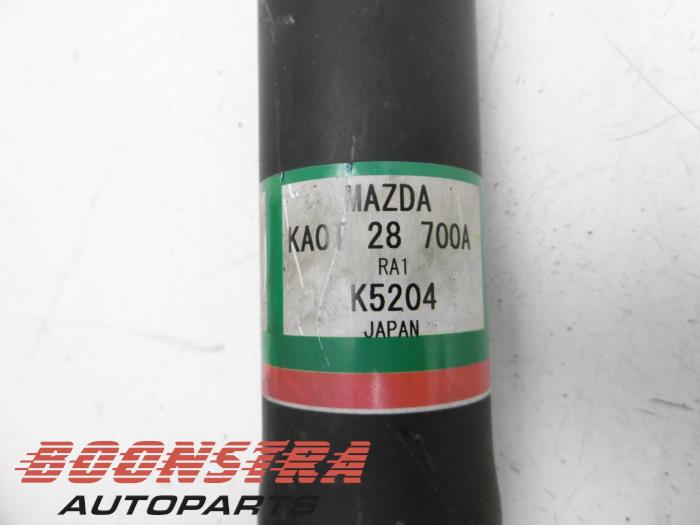 MAZDA
KA0T 28 700A
RA1
K5204
JAPAN
BOONSTRA
AUTOPARTS